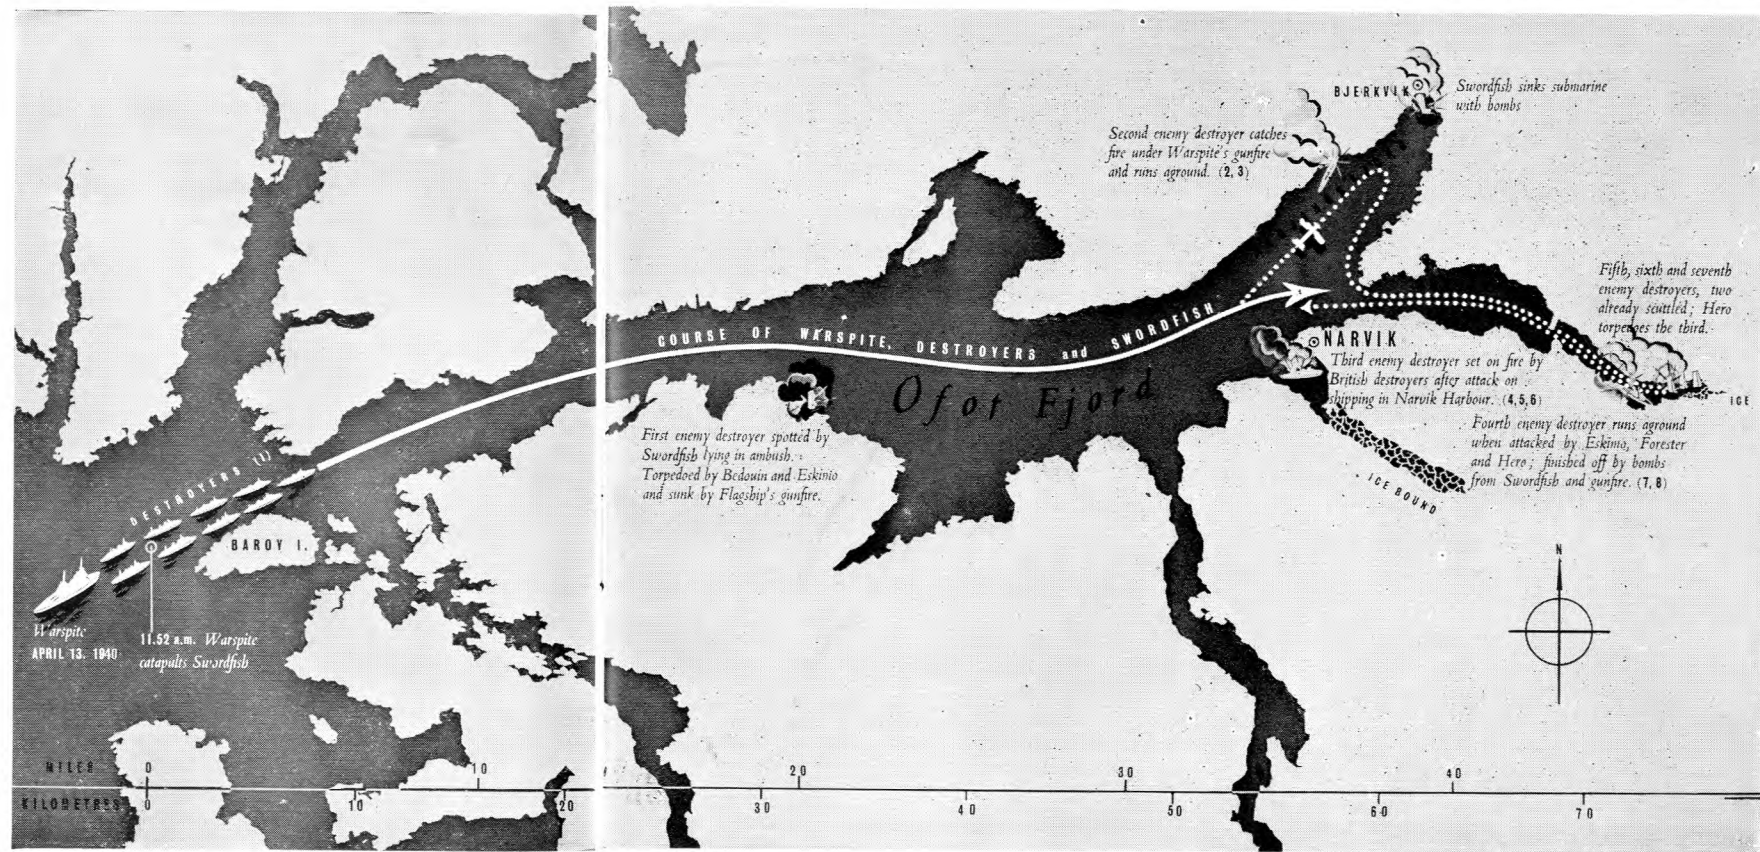 BJERKVIK
Swordfish sinks submarine
with bombs
Second enemy destroyer catches
fire under Warspite's gunfire
and runs aground. (2, 3)
Fifth, sixth and seventh
enemy destroyers, two
already scuttled; Hero
torpedoes the third.
COURSE OF WARSPITE, DESTROYERS and SWORDFISH
NARVIK
Third enemy destroyer set on fire by
British destroyers after attack on
shipping in Narvik Harbour. (4, 5, 6)
ICE
Ofot Fjord
Fourth enemy destroyer runs aground
when attacked by Eskimo, Forester
and Hero; finished off by bombs
from Swordfish and gunfire. (7, 8)
ICE BOUND
First enemy destroyer spotted by
Swordfish lying in ambush.
Torpedoed by Bedouin and Eskimo
and sunk by Flagship's gunfire.
DESTROYERS (1)
BAROY I.
Warspite
APRIL 13. 1940
11.52 a.m. Warspite
catapults Swordfish
N
MILES 0 10 20 30 40
KILOMETRES 0 10 20 30 40 50 60 70